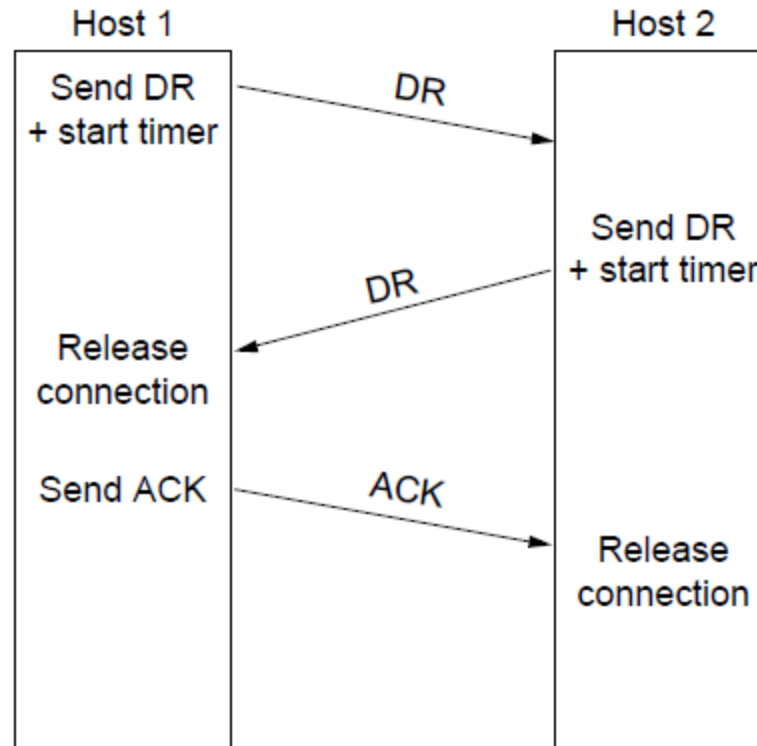 Host 1
Host 2
Send DR
+ start timer
DR
Send DR
+ start timer
DR
Release
connection
Send ACK
ACK
Release
connection